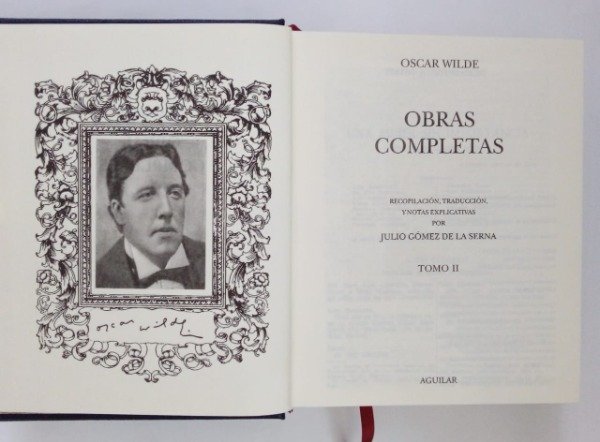 oscar wilde
OSCAR WILDE
OBRAS
COMPLETAS
RECOPILACIÓN, TRADUCCIÓN,
Y NOTAS EXPLICATIVAS
POR
JULIO GÓMEZ DE LA SERNA
TOMO II
AGUILAR